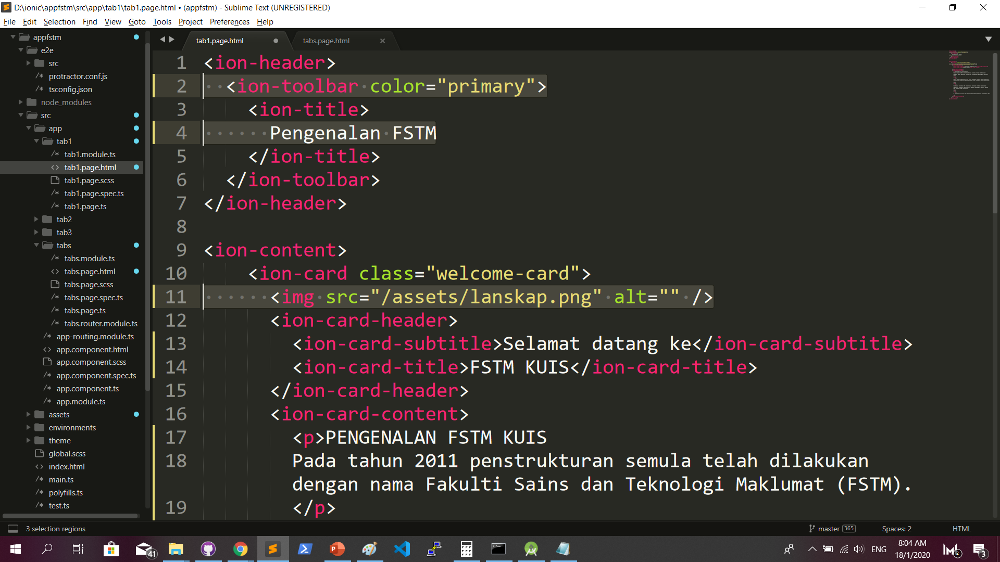 D:\ionic\appfstm\src\app\tab1\tab1.page.html • (appfstm) - Sublime Text (UNREGISTERED)
File Edit Selection Find View Goto Tools Project Preferences Help
appfstm
e2e
src
protractor.conf.js
tsconfig.json
node_modules
src
app
tab1
tab1.module.ts
tab1.page.html
tab1.page.scss
tab1.page.spec.ts
tab1.page.ts
tab2
tab3
tabs
tabs.module.ts
tabs.page.html
tabs.page.scss
tabs.page.spec.ts
tabs.page.ts
tabs.router.module.ts
app-routing.module.ts
app.component.html
app.component.scss
app.component.spec.ts
app.component.ts
app.module.ts
assets
environments
theme
global.scss
index.html
main.ts
polyfills.ts
test.ts
tab1.page.html tabs.page.html
1 <ion-header>
2 <ion-toolbar color="primary">
3 <ion-title>
4 Pengenalan FSTM
5 </ion-title>
6 </ion-toolbar>
7 </ion-header>
8
9 <ion-content>
10 <ion-card class="welcome-card">
11 <img src="/assets/lanskap.png" alt="" />
12 <ion-card-header>
13 <ion-card-subtitle>Selamat datang ke</ion-card-subtitle>
14 <ion-card-title>FSTM KUIS</ion-card-title>
15 </ion-card-header>
16 <ion-card-content>
17 <p>PENGENALAN FSTM KUIS
18 Pada tahun 2011 penstrukturan semula telah dilakukan
dengan nama Fakulti Sains dan Teknologi Maklumat (FSTM).
19 </p>
3 selection regions master 365 Spaces: 2 HTML
41 ENG 8:04 AM 2 3
18/1/2020